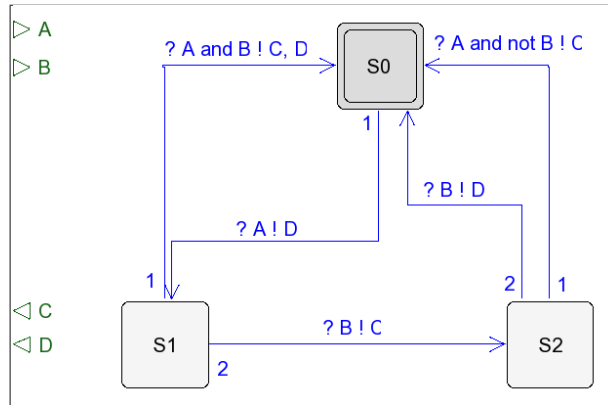 A
? A and B ! C, D
S0
? A and not B ! C
B
1
? B ! D
? A ! D
1
2
1
C
? B ! C
D
S1
S2
2